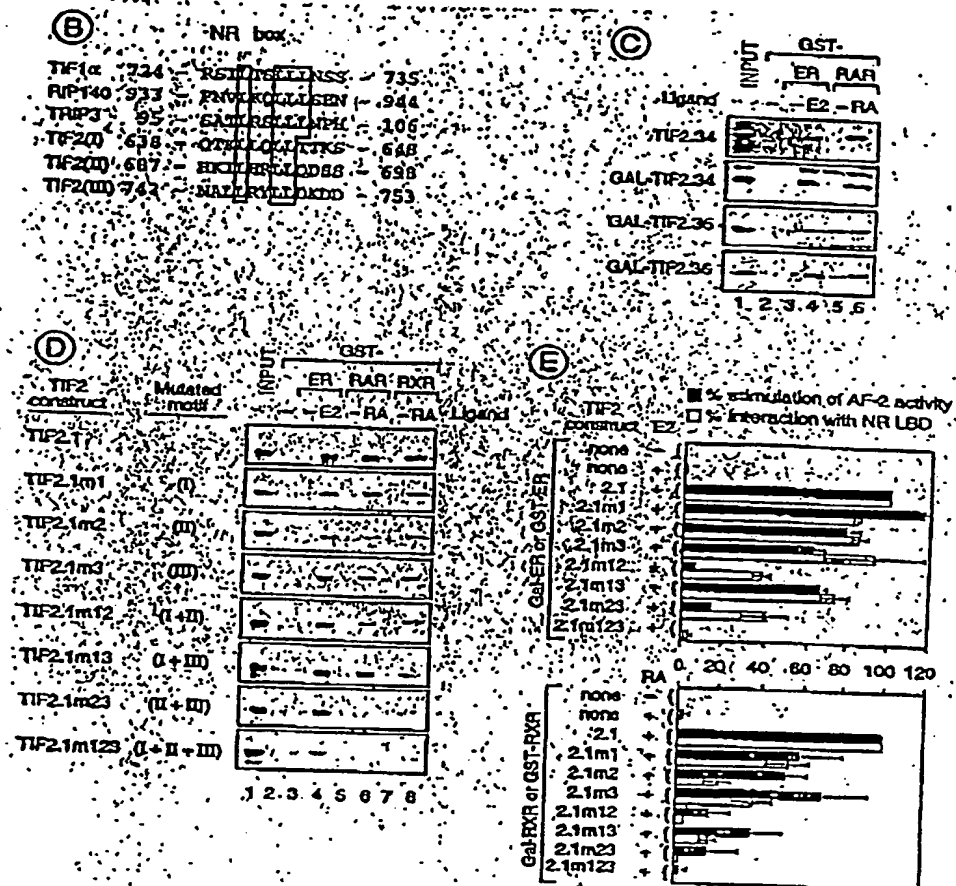 B
NR box
TIF1α 724 - RSILTSLLLNSS - 735
RIP140 933 - FNVLKQLLLSEN - 944
TRIP3 95 - SATLRSLLLNPH - 106
TIF2(I) 638 - QTKLLQLLTTKS - 648
TIF2(II) 687 - HKILHRLLQDSS - 698
TIF2(III) 742 - NALLRYLLDKDD - 753
C
INPUT
GST-
ER RAR
Ligand - - - E2 - RA
TIF2.34
GAL-TIF2.34
GAL-TIF2.35
GAL-TIF2.36
1 2 3 4 5 6
D
TIF2 construct
Mutated motif
INPUT
GST-
ER RAR RXR
- - - E2 - RA - RA Ligand
TIF2.1
TIF2.1m1 (I)
TIF2.1m2 (II)
TIF2.1m3 (III)
TIF2.1m12 (I+II)
TIF2.1m13 (I+III)
TIF2.1m23 (II+III)
TIF2.1m123 (I+II+III)
1 2 3 4 5 6 7 8
E
% stimulation of AF-2 activity
% interaction with NR LBD
TIF2 construct E2
Gal-ER or GST-ER
none -
none +
2.1 +
2.1m1 +
2.1m2 +
2.1m3 +
2.1m12 +
2.1m13 +
2.1m23 +
2.1m123 +
0 20 40 60 80 100 120
RA
Gal-RXR or GST-RXR
none -
none +
2.1 +
2.1m1 +
2.1m2 +
2.1m3 +
2.1m12 +
2.1m13 +
2.1m23 +
2.1m123 +